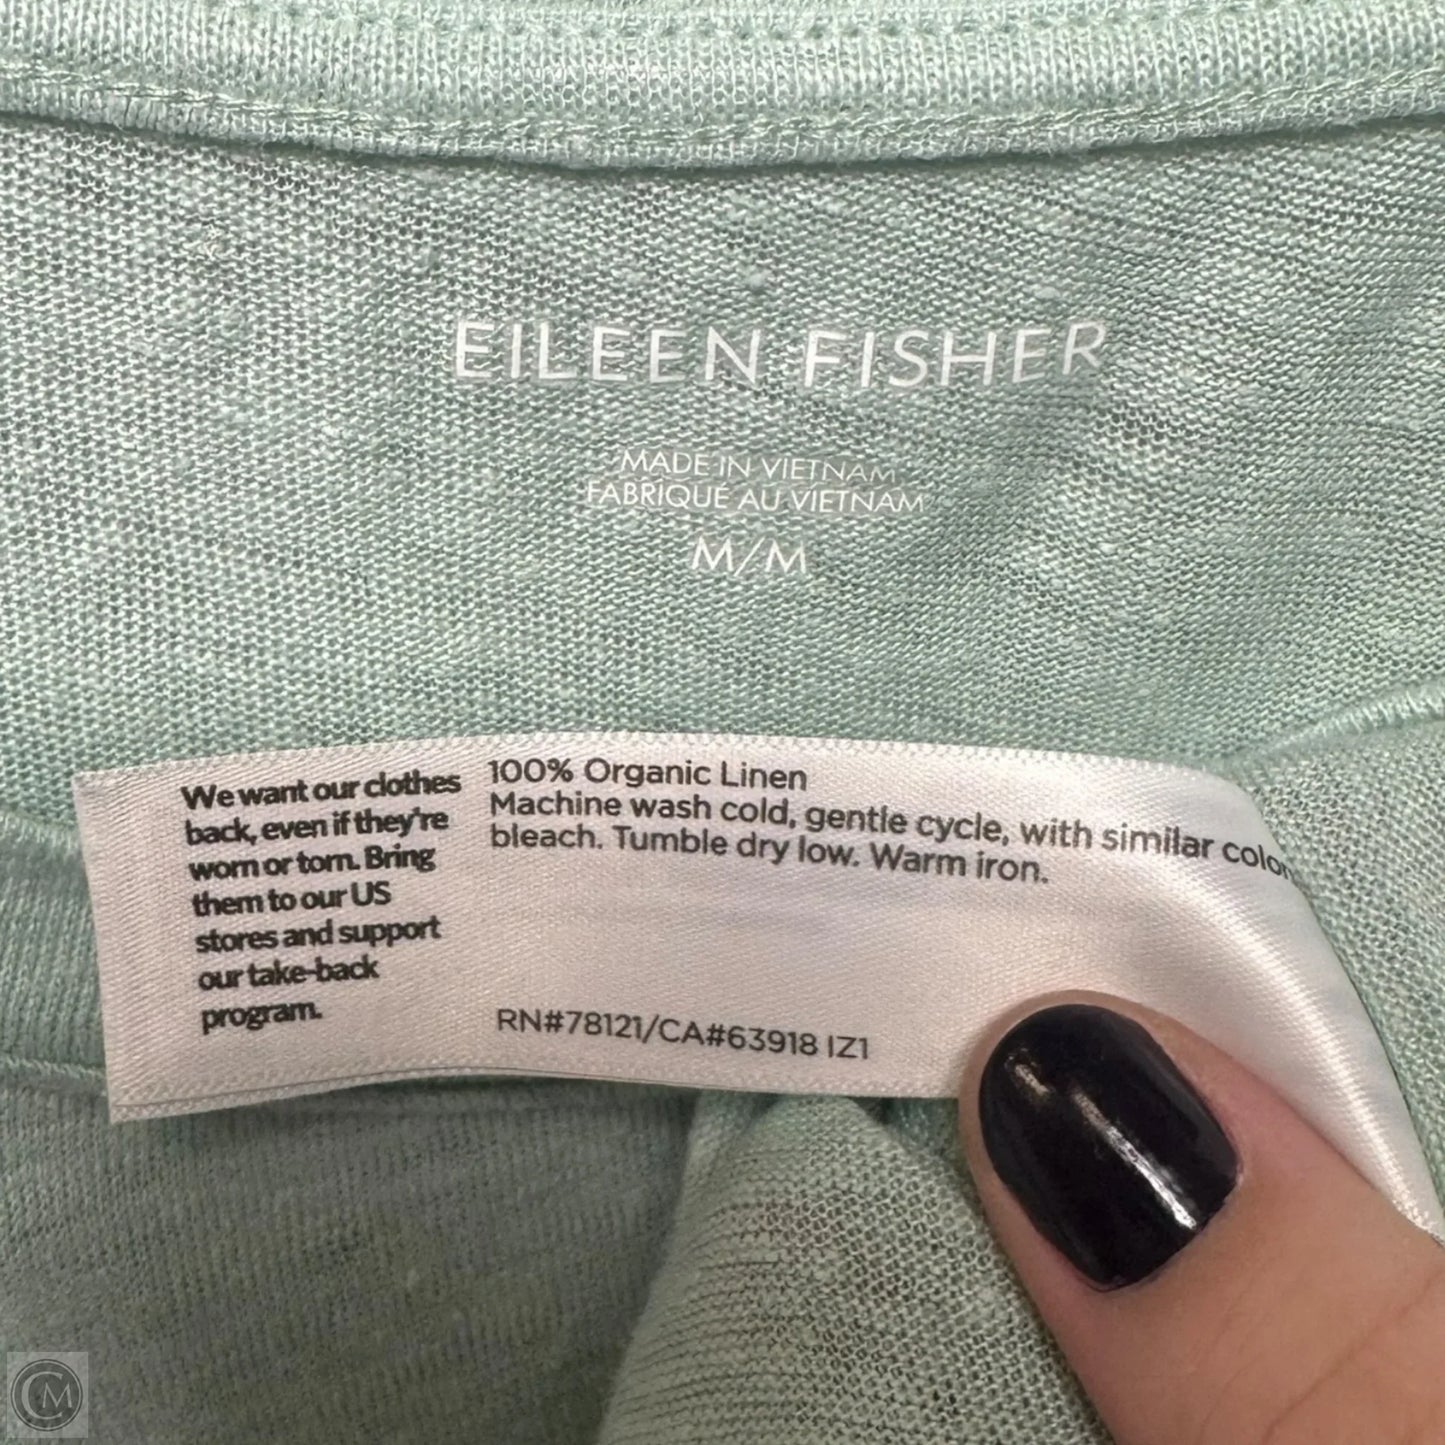 EILEEN FISHER
MADE IN VIETNAM
FABRIQUÉ AU VIETNAM
M/M
We want our clothes
back, even if they're
worn or torn. Bring
them to our US
stores and support
our take-back
program.
100% Organic Linen
Machine wash cold, gentle cycle, with similar color
bleach. Tumble dry low. Warm iron.
RN#78121/CA#63918 IZ1
CM